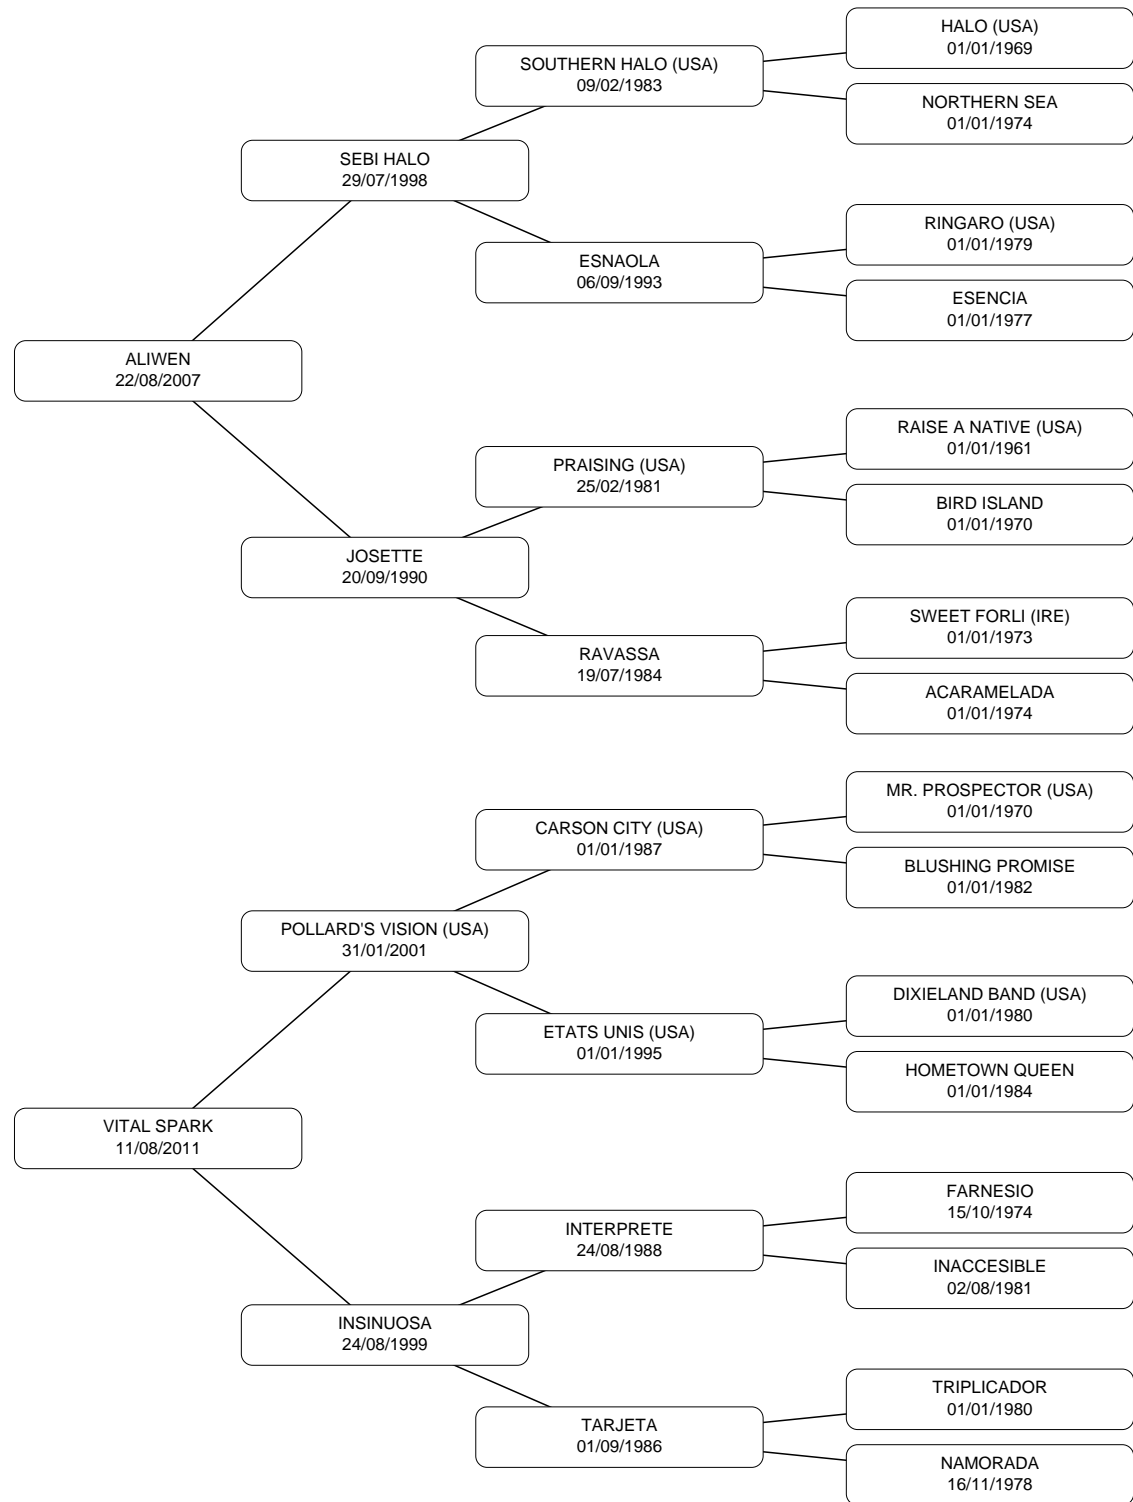 HALO (USA)
01/01/1969
SOUTHERN HALO (USA)
09/02/1983
NORTHERN SEA
01/01/1974
SEBI HALO
29/07/1998
RINGARO (USA)
01/01/1979
ESNAOLA
06/09/1993
ESENCIA
01/01/1977
ALIWEN
22/08/2007
RAISE A NATIVE (USA)
01/01/1961
PRAISING (USA)
25/02/1981
BIRD ISLAND
01/01/1970
JOSETTE
20/09/1990
SWEET FORLI (IRE)
01/01/1973
RAVASSA
19/07/1984
ACARAMELADA
01/01/1974
MR. PROSPECTOR (USA)
01/01/1970
CARSON CITY (USA)
01/01/1987
BLUSHING PROMISE
01/01/1982
POLLARD'S VISION (USA)
31/01/2001
DIXIELAND BAND (USA)
01/01/1980
ETATS UNIS (USA)
01/01/1995
HOMETOWN QUEEN
01/01/1984
VITAL SPARK
11/08/2011
FARNESIO
15/10/1974
INTERPRETE
24/08/1988
INACCESIBLE
02/08/1981
INSINUOSA
24/08/1999
TRIPLICADOR
01/01/1980
TARJETA
01/09/1986
NAMORADA
16/11/1978